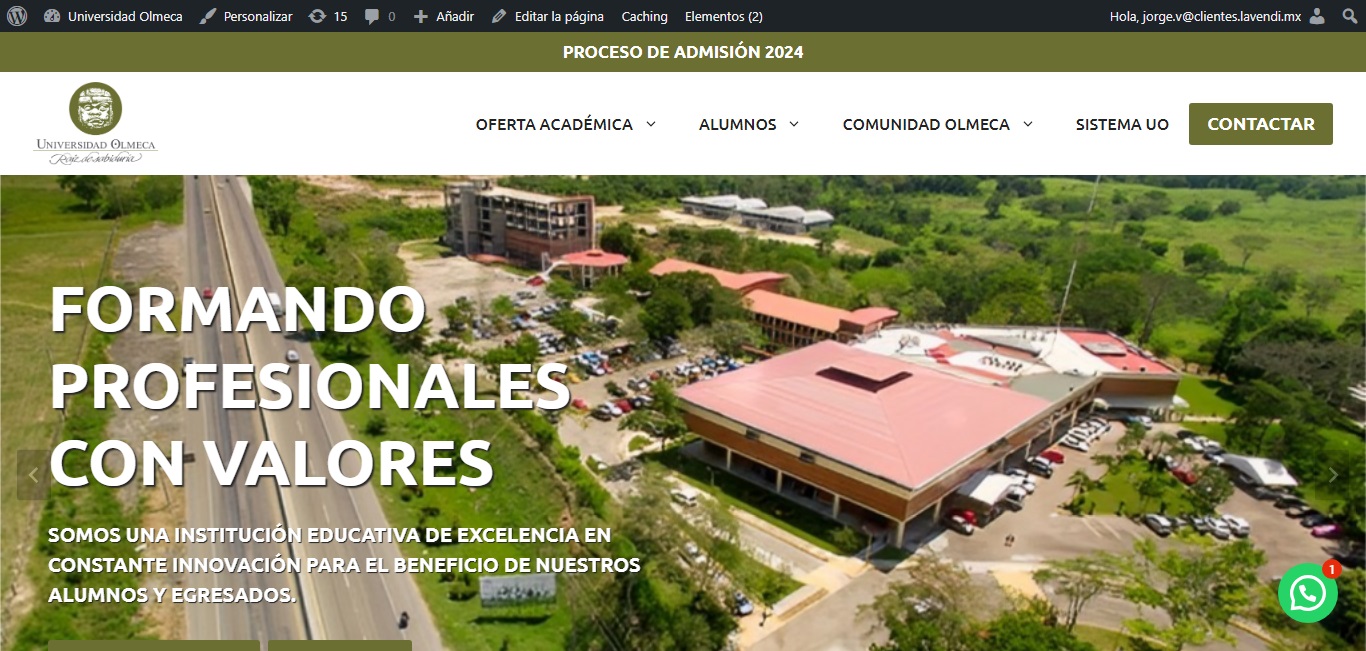 Universidad Olmeca Personalizar 15 0 Añadir Editar la página Caching Elementos (2) Hola, jorge.v@clientes.lavendi.mx
PROCESO DE ADMISIÓN 2024
UNIVERSIDAD OLMECA
Raíz de sabiduría
OFERTA ACADÉMICA ALUMNOS COMUNIDAD OLMECA SISTEMA UO CONTACTAR
FORMANDO
PROFESIONALES
CON VALORES
SOMOS UNA INSTITUCIÓN EDUCATIVA DE EXCELENCIA EN
CONSTANTE INNOVACIÓN PARA EL BENEFICIO DE NUESTROS
ALUMNOS Y EGRESADOS.
1